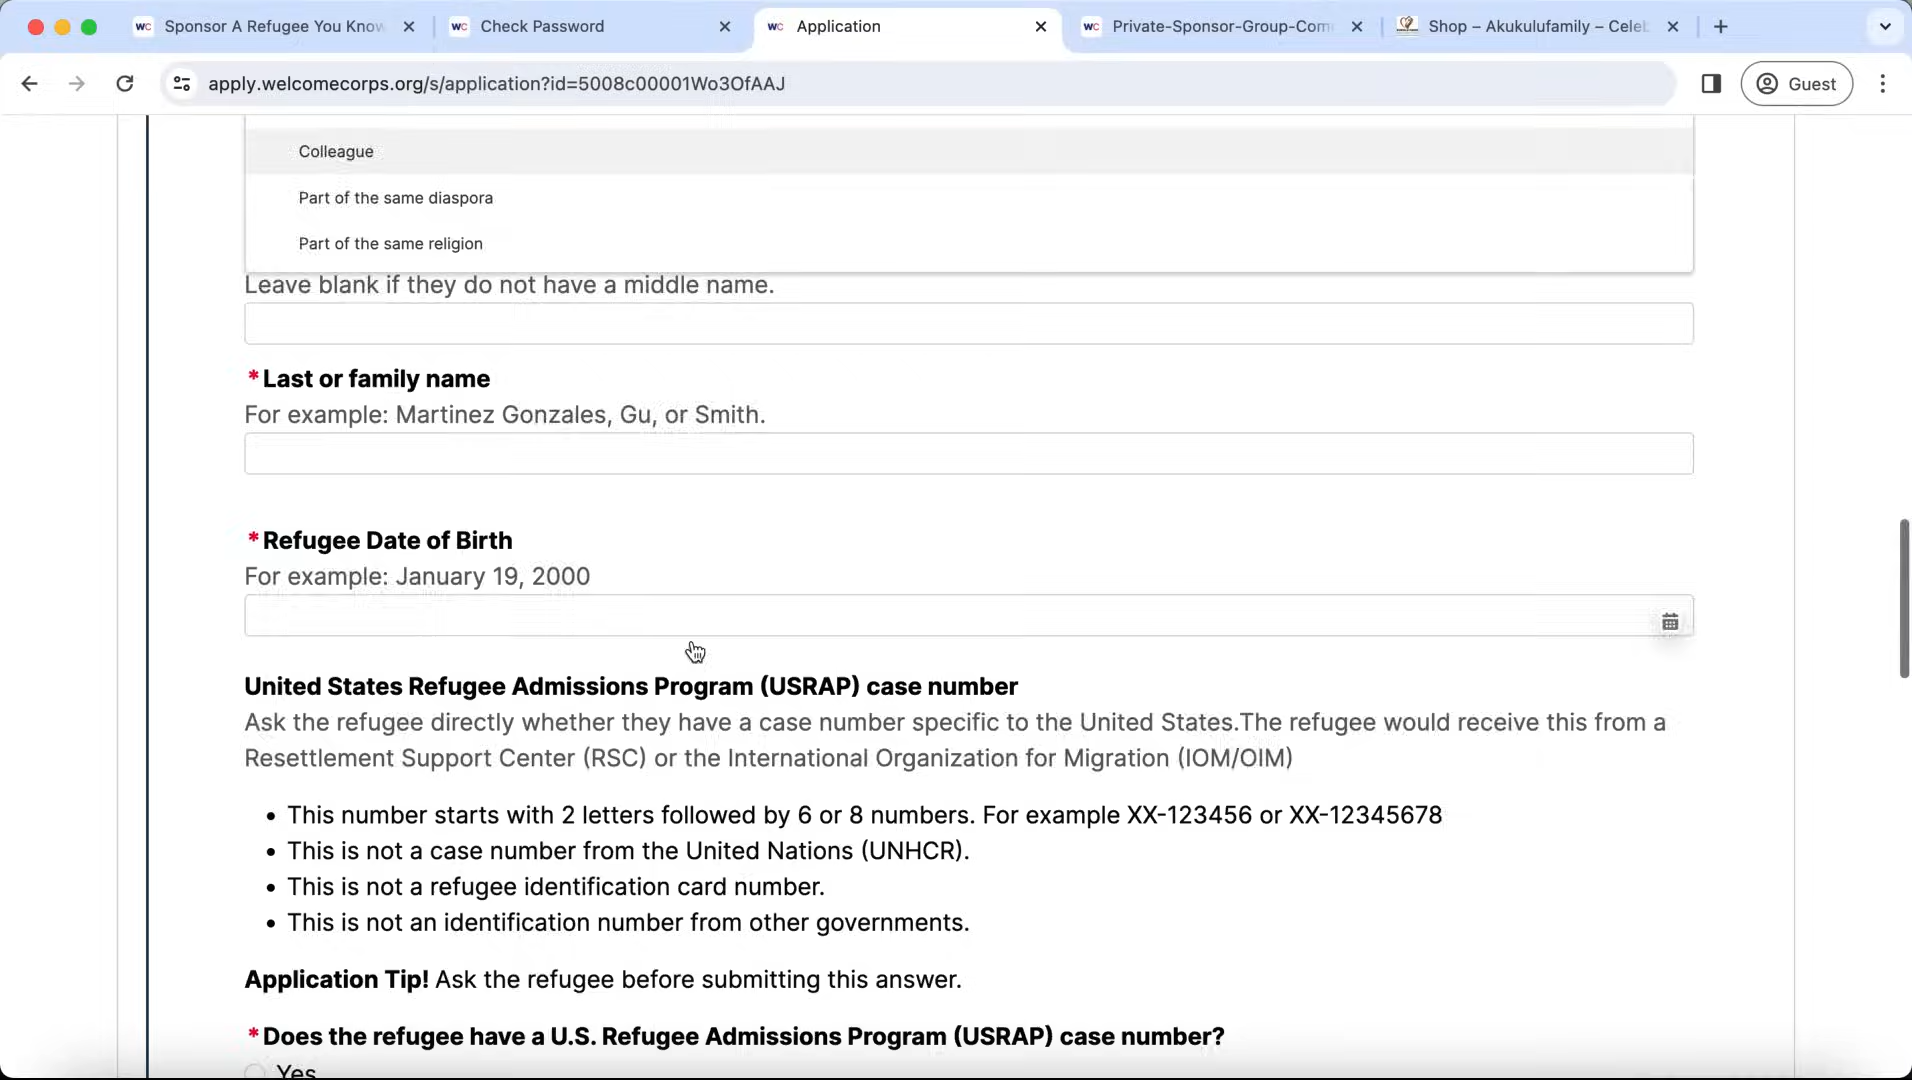 Sponsor A Refugee You Know
Check Password
Application
Private-Sponsor-Group-Com
Shop – Akukulufamily – Celeb
apply.welcomecorps.org/s/application?id=5008c00001Wo3OfAAJ
Guest
Colleague
Part of the same diaspora
Part of the same religion
Leave blank if they do not have a middle name.
*Last or family name
For example: Martinez Gonzales, Gu, or Smith.
*Refugee Date of Birth
For example: January 19, 2000
United States Refugee Admissions Program (USRAP) case number
Ask the refugee directly whether they have a case number specific to the United States.The refugee would receive this from a
Resettlement Support Center (RSC) or the International Organization for Migration (IOM/OIM)
• This number starts with 2 letters followed by 6 or 8 numbers. For example XX-123456 or XX-12345678
• This is not a case number from the United Nations (UNHCR).
• This is not a refugee identification card number.
• This is not an identification number from other governments.
Application Tip! Ask the refugee before submitting this answer.
*Does the refugee have a U.S. Refugee Admissions Program (USRAP) case number?
Yes